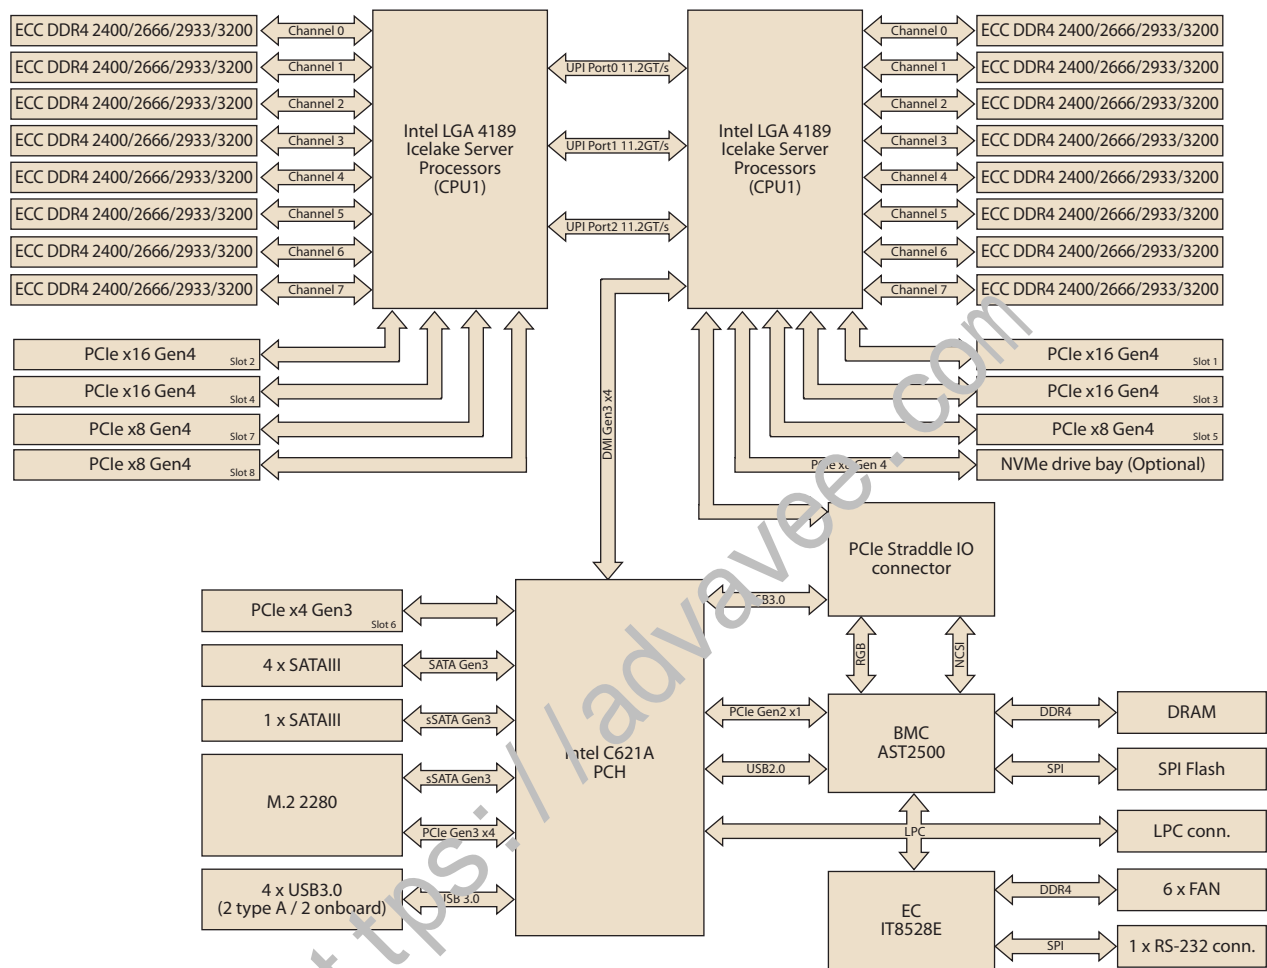 ECC DDR4 2400/2666/2933/3200
Channel 0
ECC DDR4 2400/2666/2933/3200
Channel 1
ECC DDR4 2400/2666/2933/3200
Channel 2
ECC DDR4 2400/2666/2933/3200
Channel 3
ECC DDR4 2400/2666/2933/3200
Channel 4
ECC DDR4 2400/2666/2933/3200
Channel 5
ECC DDR4 2400/2666/2933/3200
Channel 6
ECC DDR4 2400/2666/2933/3200
Channel 7
Intel LGA 4189
Icelake Server
Processors
(CPU1)
UPI Port0 11.2GT/s
UPI Port1 11.2GT/s
UPI Port2 11.2GT/s
Intel LGA 4189
Icelake Server
Processors
(CPU1)
Channel 0
ECC DDR4 2400/2666/2933/3200
Channel 1
ECC DDR4 2400/2666/2933/3200
Channel 2
ECC DDR4 2400/2666/2933/3200
Channel 3
ECC DDR4 2400/2666/2933/3200
Channel 4
ECC DDR4 2400/2666/2933/3200
Channel 5
ECC DDR4 2400/2666/2933/3200
Channel 6
ECC DDR4 2400/2666/2933/3200
Channel 7
ECC DDR4 2400/2666/2933/3200
PCIe x16 Gen4
Slot 2
PCIe x16 Gen4
Slot 4
PCIe x8 Gen4
Slot 7
PCIe x8 Gen4
Slot 8
DMI Gen3 x4
PCIe x16 Gen4
Slot 1
PCIe x16 Gen4
Slot 3
PCIe x8 Gen4
Slot 5
PCIe x8 Gen 4
NVMe drive bay (Optional)
PCIe Straddle IO
connector
USB3.0
RGB
NCSI
PCIe x4 Gen3
Slot 6
4 x SATAIII
SATA Gen3
1 x SATAIII
sSATA Gen3
M.2 2280
sSATA Gen3
PCIe Gen3 x4
4 x USB3.0
(2 type A / 2 onboard)
USB 3.0
Intel C621A
PCH
PCIe Gen2 x1
USB2.0
BMC
AST2500
DDR4
DRAM
SPI
SPI Flash
LPC
LPC conn.
EC
IT8528E
DDR4
6 x FAN
SPI
1 x RS-232 conn.
ttps://advavee.com